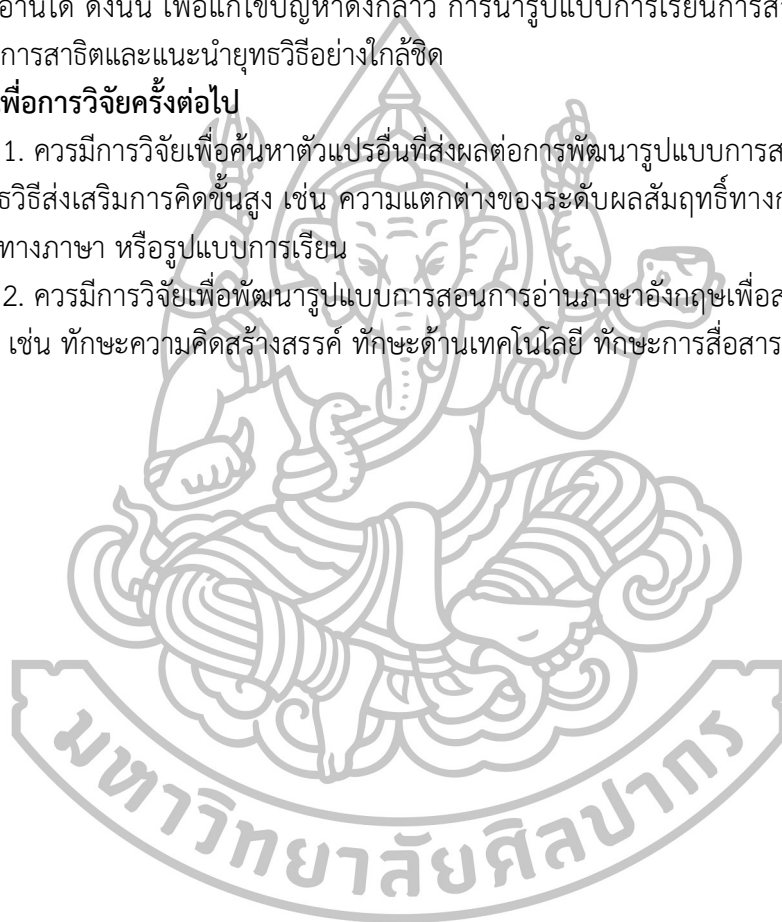 อ่านได้ ดังนั้น เพื่อแก้ไขปัญหาดังกล่าว การนำรูปแบบการเรียนการ
การสาธิตและแนะนำยุทธวิธีอย่างใกล้ชิด
เพื่อการวิจัยครั้งต่อไป
1. ควรมีการวิจัยเพื่อค้นหาตัวแปรอื่นที่ส่งผลต่อการพัฒนารูปแบบการ
ธวิธีส่งเสริมการคิดขั้นสูง เช่น ความแตกต่างของระดับผลสัมฤทธิ์ทาง
ทางภาษา หรือรูปแบบการเรียน
2. ควรมีการวิจัยเพื่อพัฒนารูปแบบการสอนการอ่านภาษาอังกฤษเพื่อ
เช่น ทักษะความคิดสร้างสรรค์ ทักษะด้านเทคโนโลยี ทักษะการสื่อสาร
มหาวิทยาลัยศิลปากร